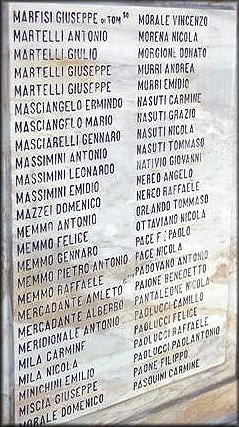 MARFISI GIUSEPPE DI TOM.SO
MARTELLI ANTONIO
MARTELLI GIULIO
MARTELLI GIUSEPPE
MARTELLI GIUSEPPE
MASCIANGELO ERMINDO
MASCIANGELO MARIO
MASCIARELLI GENNARO
MASSIMINI ANTONIO
MASSIMINI LEONARDO
MASSIMINI EMIDIO
MAZZEI DOMENICO
MEMMO ANTONIO
MEMMO FELICE
MEMMO GENNARO
MEMMO PIETRO ANTONIO
MEMMO RAFFAELE
MERCADANTE AMLETO
MERCADANTE ALBERRO
MERIDIONALE ANTONIO
MILA CARMINE
MILA NICOLA
MINICHINI EMILIO
MISCIA GIUSEPPE
MORALE DOMENICO
MORALE VINCENZO
MORENA NICOLA
MORGIONE DONATO
MURRI ANDREA
MURRI EMIDIO
NASUTI CARMINE
NASUTI GRAZIO
NASUTI NICOLA
NASUTI TOMMASO
NATIVIO GIOVANNI
NEREO ANGELO
NEREO RAFFAELE
ORLANDO TOMMASO
OTTAVIANO NICOLA
PACE F. PAOLO
PACE NICOLA
PADOVANO ANTONIO
PAIONE BENEDETTO
PANTALEONE NICOLA
PAOLUCCI CAMILLO
PAOLUCCI FELICE
PAOLUCCI RAFFAELE
PAOLUCCI PAOLANTONIO
PAONE FILIPPO
PASQUINI CARMINE